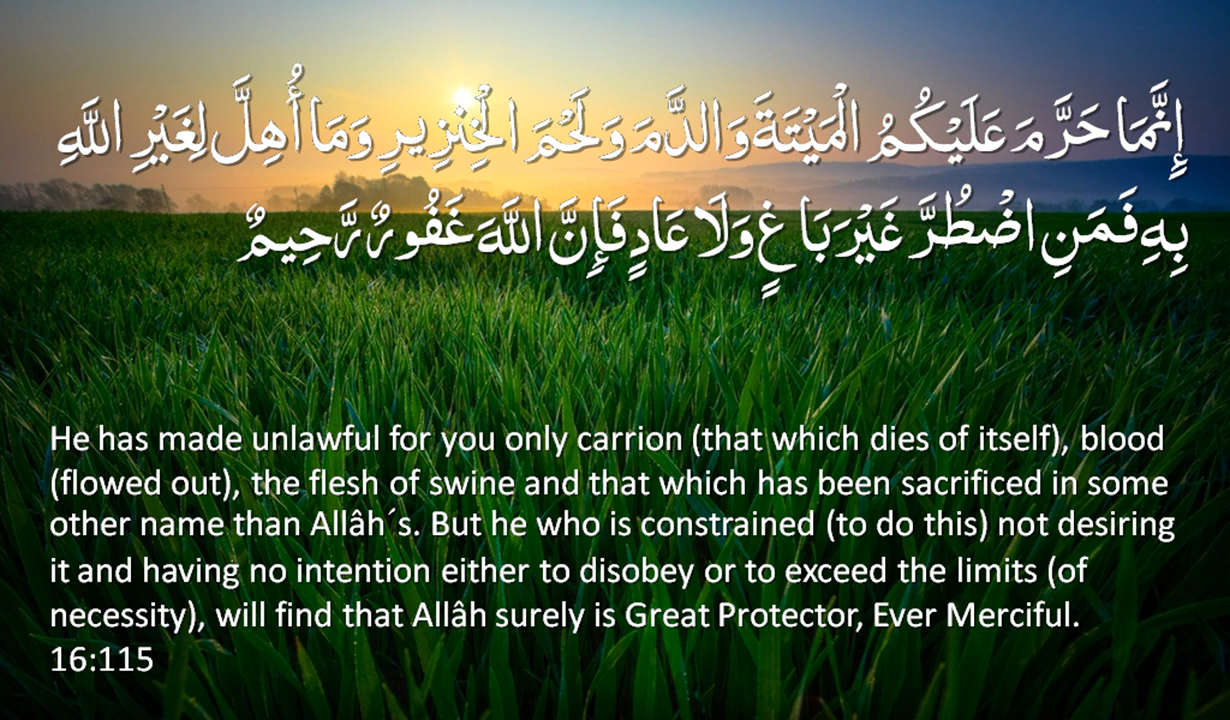 إِنَّمَا حَرَّمَ عَلَيْكُمُ الْمَيْتَةَ وَالدَّمَ وَلَحْمَ الْخِنْزِيرِ وَمَا أُهِلَّ لِغَيْرِ اللَّهِ
بِهِ فَمَنِ اضْطُرَّ غَيْرَ بَاغٍ وَلَا عَادٍ فَإِنَّ اللَّهَ غَفُورٌ رَّحِيمٌ
He has made unlawful for you only carrion (that which dies of itself), blood
(flowed out), the flesh of swine and that which has been sacrificed in some
other name than Allâh´s. But he who is constrained (to do this) not desiring
it and having no intention either to disobey or to exceed the limits (of
necessity), will find that Allâh surely is Great Protector, Ever Merciful.
16:115